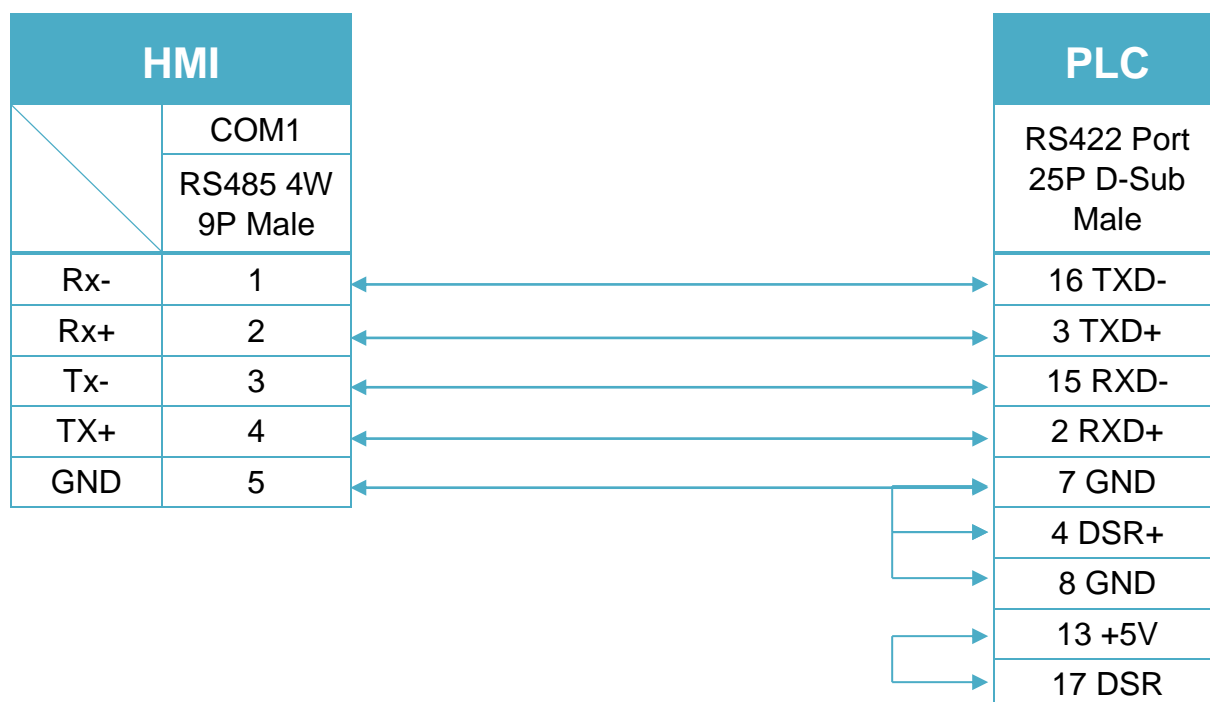 HMI
PLC
COM1
RS485 4W
9P Male
RS422 Port
25P D-Sub
Male
Rx- 1 16 TXD-
Rx+ 2 3 TXD+
Tx- 3 15 RXD-
TX+ 4 2 RXD+
GND 5 7 GND
4 DSR+
8 GND
13 +5V
17 DSR